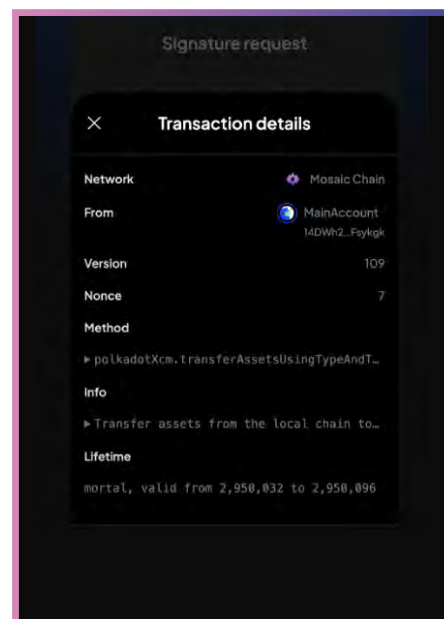 Signature request
Transaction details
Network Mosaic Chain
From MainAccount
14DWh2...Fsykgk
Version 109
Nonce 7
Method
▶ polkadotXcm.transferAssetsUsingTypeAndT…
Info
▶ Transfer assets from the local chain to…
Lifetime
mortal, valid from 2,950,032 to 2,950,096